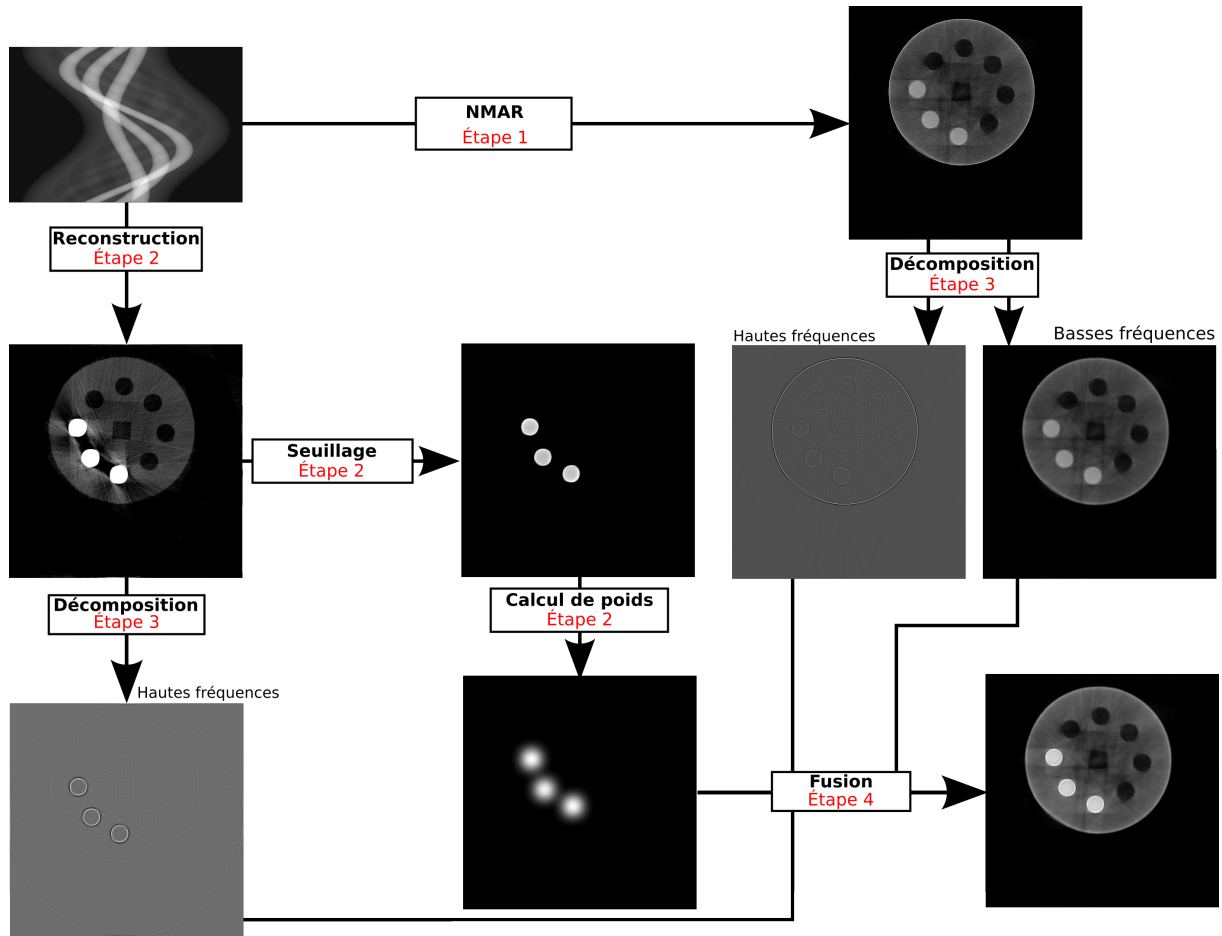 NMAR
Étape 1
Reconstruction
Étape 2
Décomposition
Étape 3
Hautes fréquences
Basses fréquences
Seuillage
Étape 2
Décomposition
Étape 3
Calcul de poids
Étape 2
Hautes fréquences
Fusion
Étape 4